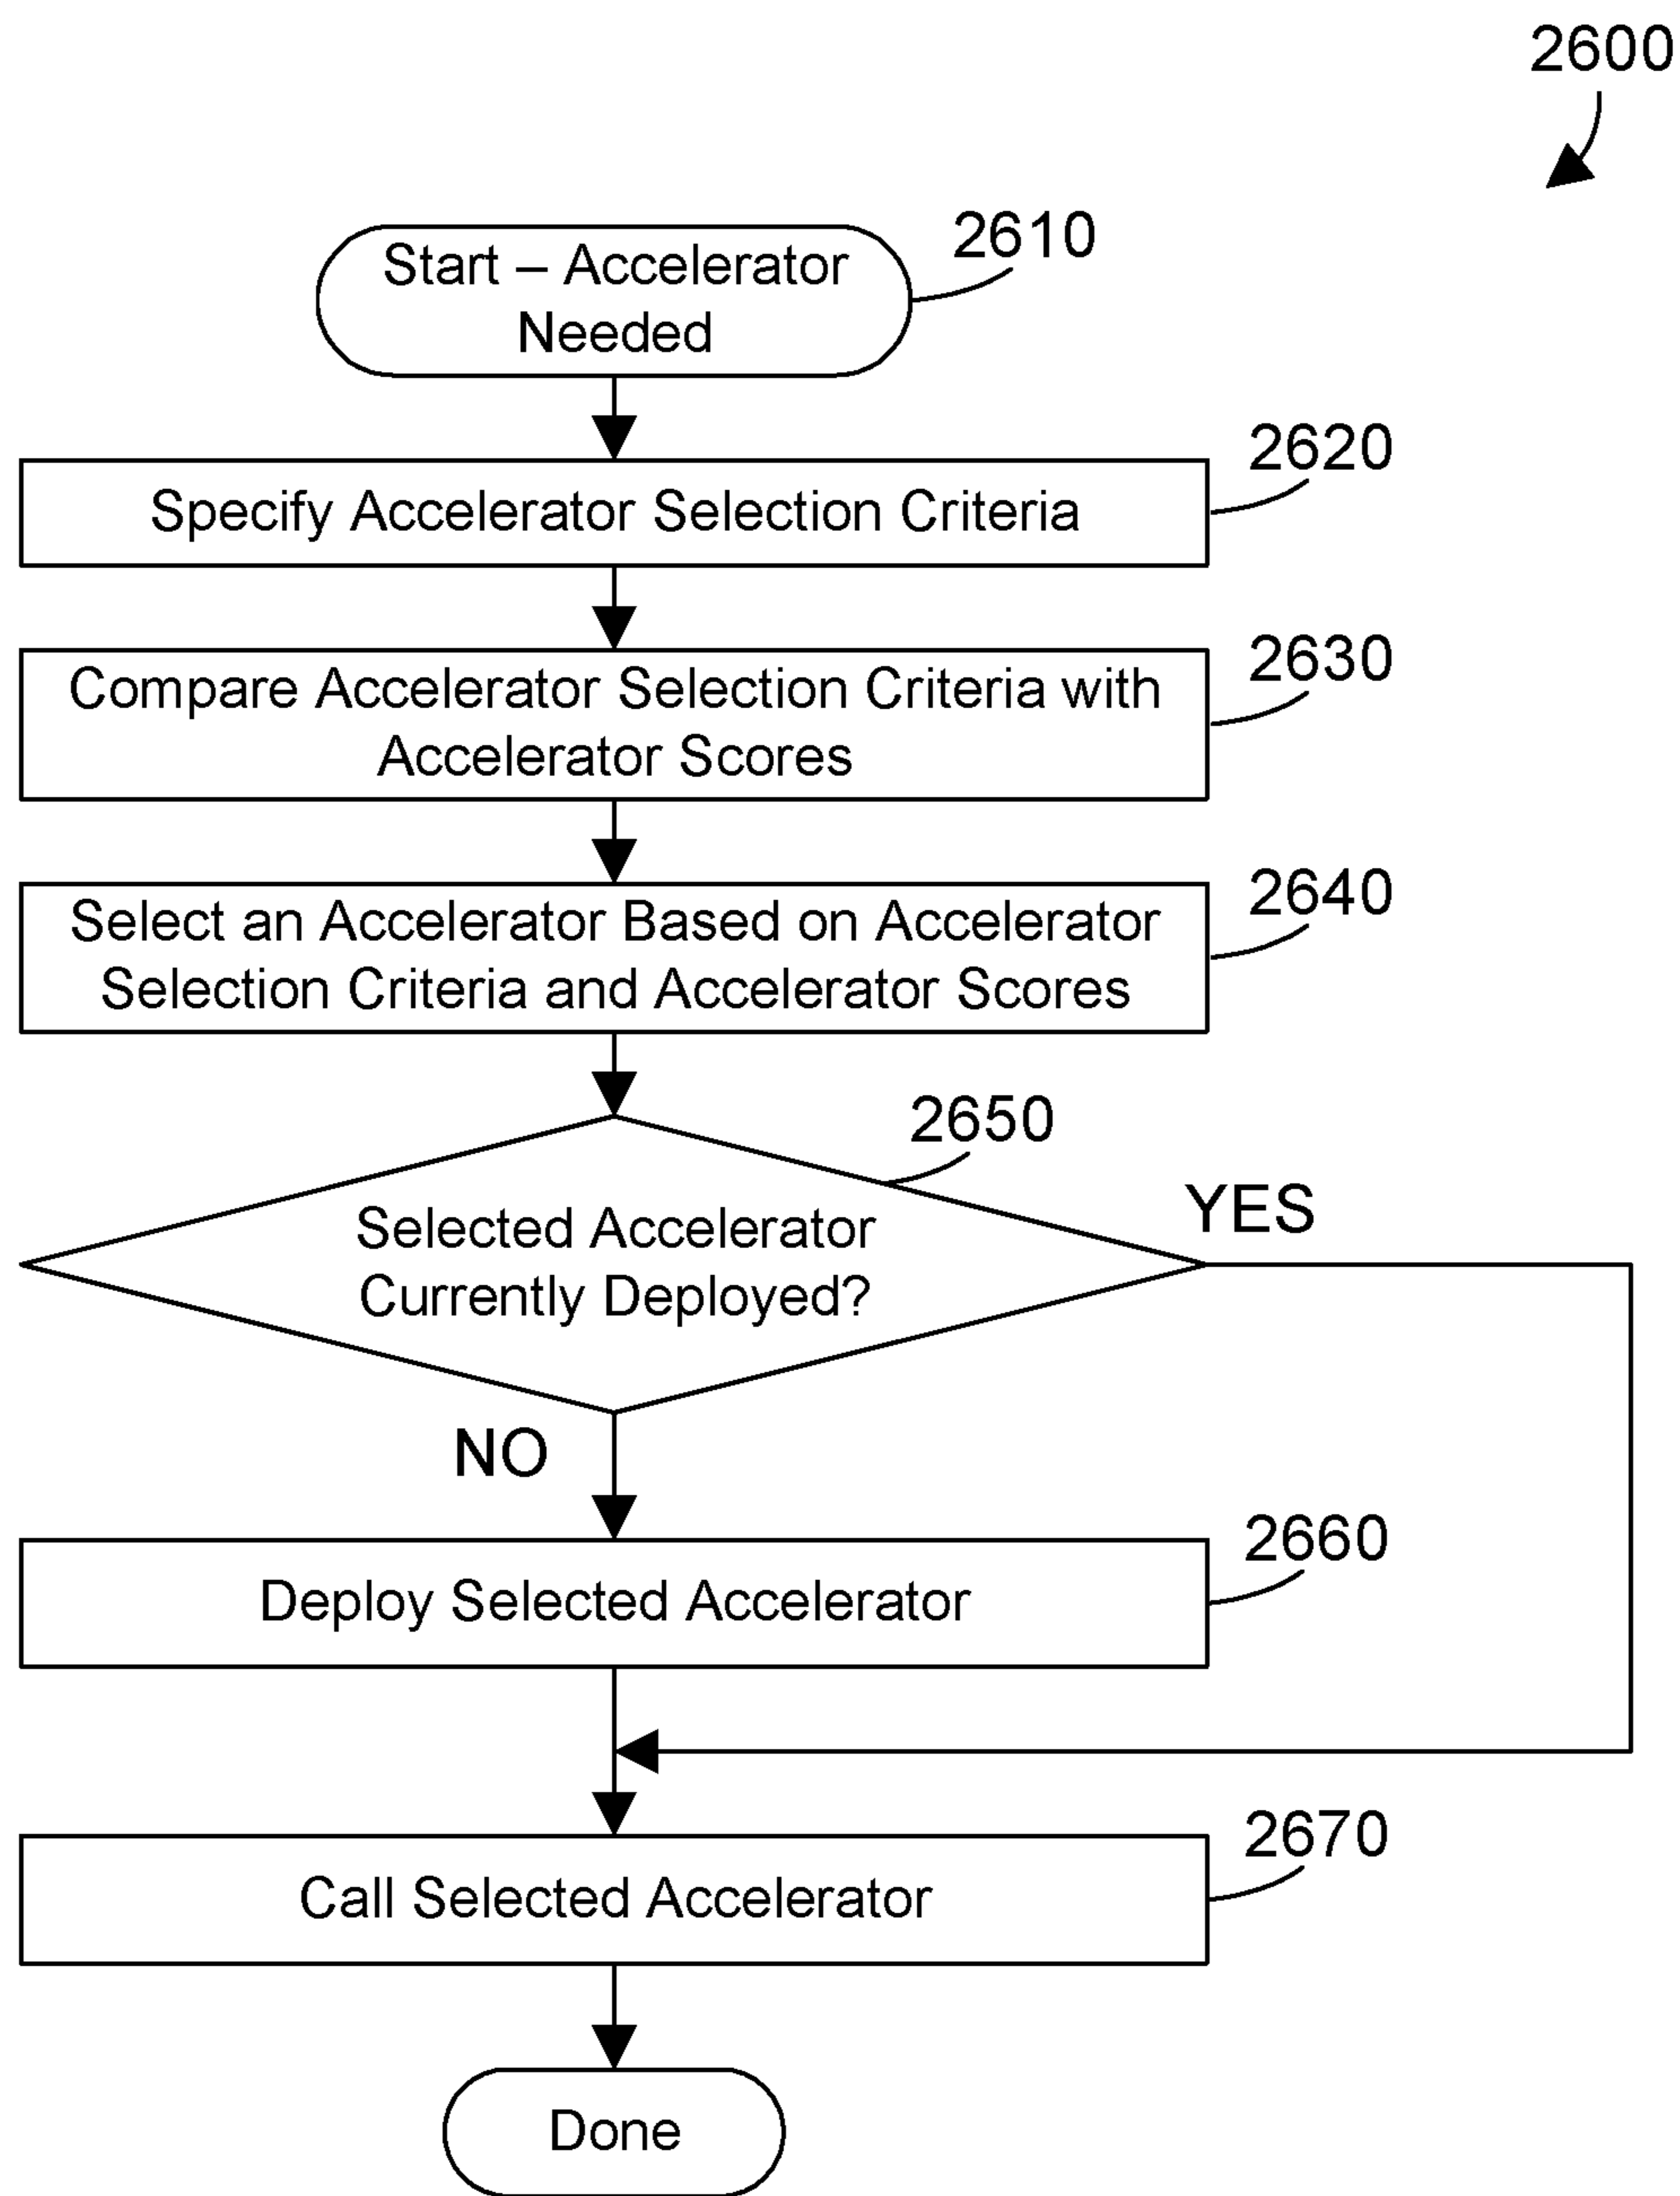 2600
2610
Start – Accelerator
Needed
2620
Specify Accelerator Selection Criteria
2630
Compare Accelerator Selection Criteria with
Accelerator Scores
2640
Select an Accelerator Based on Accelerator
Selection Criteria and Accelerator Scores
2650
YES
Selected Accelerator
Currently Deployed?
NO
2660
Deploy Selected Accelerator
2670
Call Selected Accelerator
Done